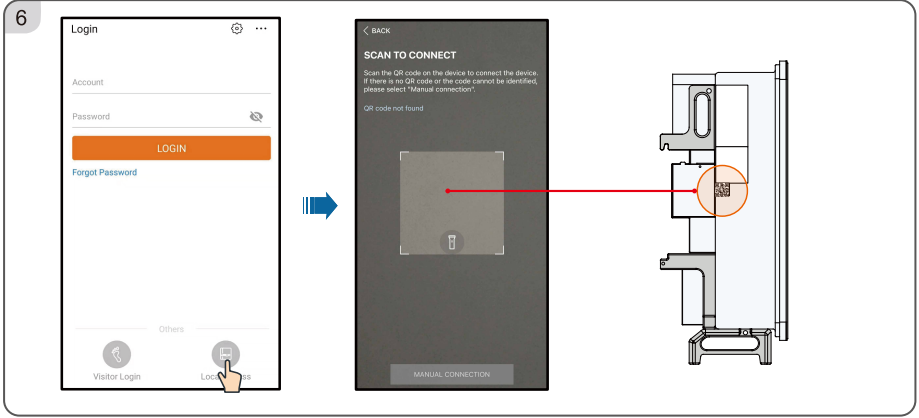 6
Login
Account
Password
LOGIN
Forgot Password
Others
Visitor Login
< BACK
SCAN TO CONNECT
Scan the QR code on the device to connect the device.
If there is no QR code or the code cannot be identified,
please select "Manual connection".
QR code not found
MANUAL CONNECTION